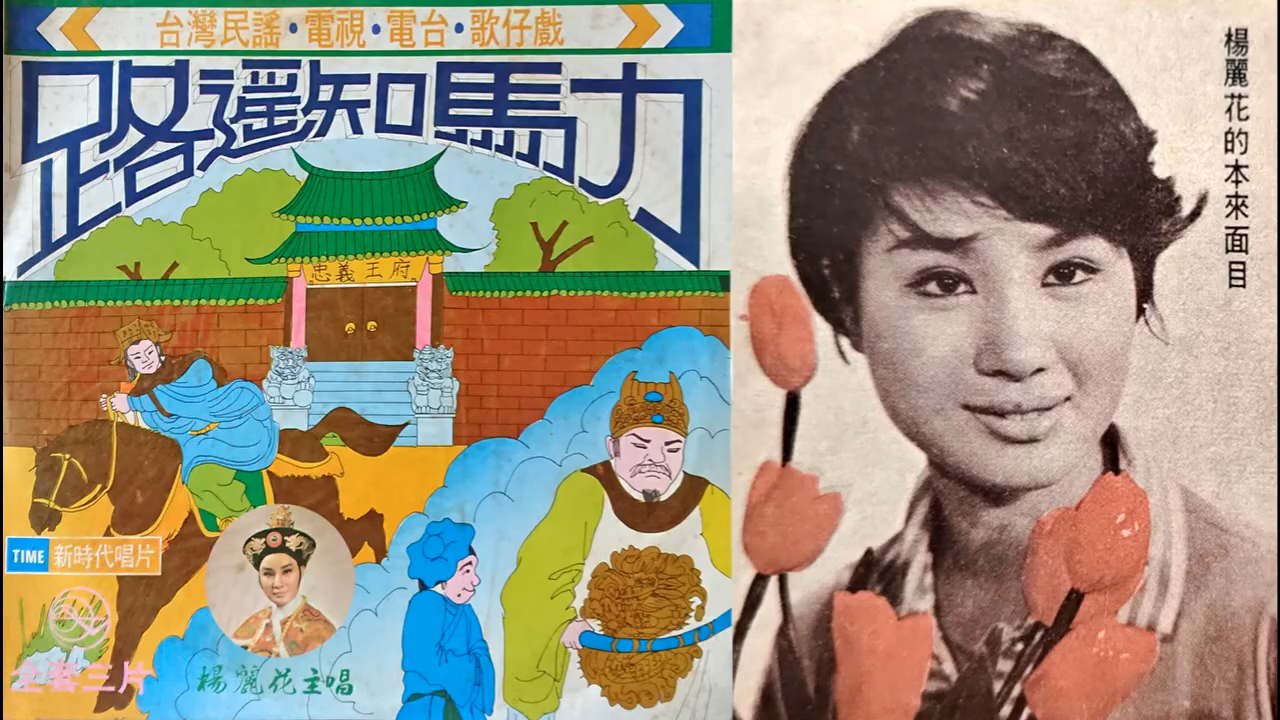 台灣民謠・電視・電台・歌仔戲
路遙知馬力
忠義王府
TIME 新時代唱片
全套三片
楊麗花主唱
楊麗花的本來面目